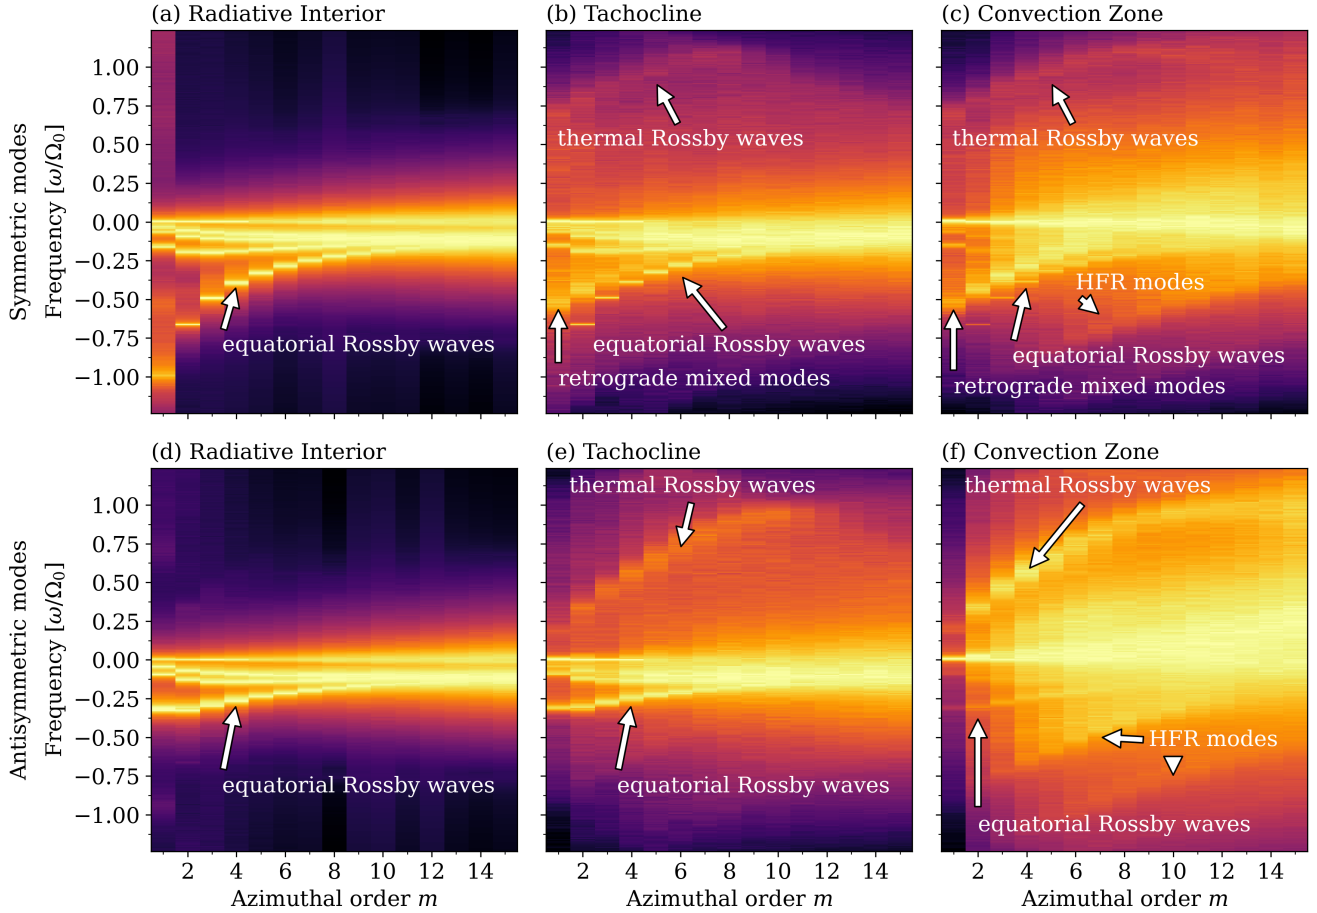 (a) Radiative Interior
(b) Tachocline
(c) Convection Zone
Symmetric modes
Frequency [ω/Ω₀]
1.00
0.75
0.50
0.25
0.00
−0.25
−0.50
−0.75
−1.00
equatorial Rossby waves
thermal Rossby waves
equatorial Rossby waves
retrograde mixed modes
thermal Rossby waves
HFR modes
equatorial Rossby waves
retrograde mixed modes
(d) Radiative Interior
(e) Tachocline
(f) Convection Zone
Antisymmetric modes
Frequency [ω/Ω₀]
1.00
0.75
0.50
0.25
0.00
−0.25
−0.50
−0.75
−1.00
equatorial Rossby waves
thermal Rossby waves
equatorial Rossby waves
thermal Rossby waves
HFR modes
equatorial Rossby waves
2 4 6 8 10 12 14
2 4 6 8 10 12 14
2 4 6 8 10 12 14
Azimuthal order m
Azimuthal order m
Azimuthal order m